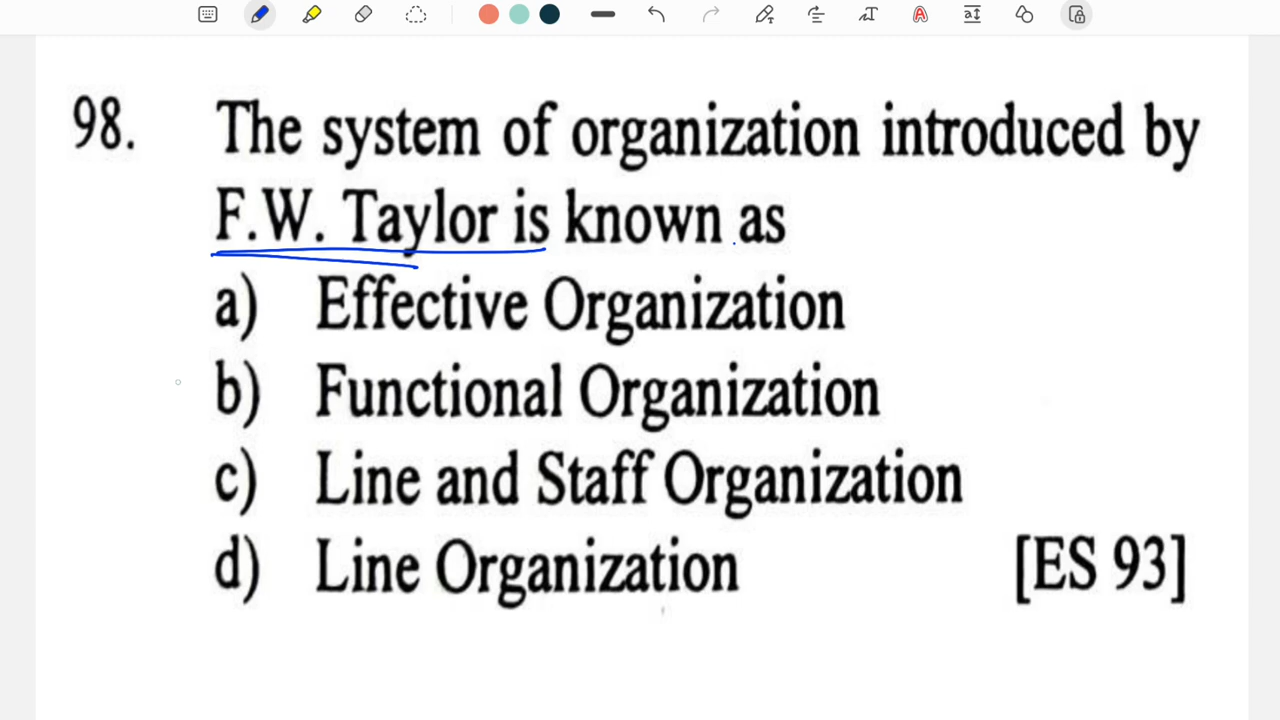 98. The system of organization introduced by
F.W. Taylor is known as
a) Effective Organization
b) Functional Organization
c) Line and Staff Organization
d) Line Organization [ES 93]